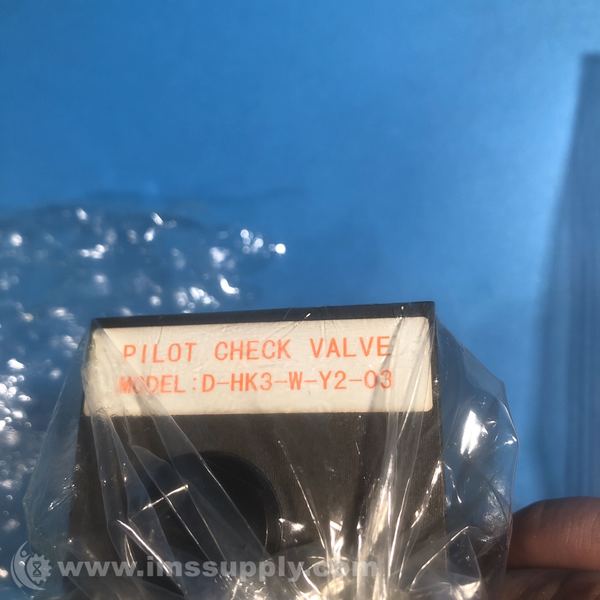 PILOT CHECK VALVE
MODEL:D-HK3-W-Y2-03
www.imssupply.com